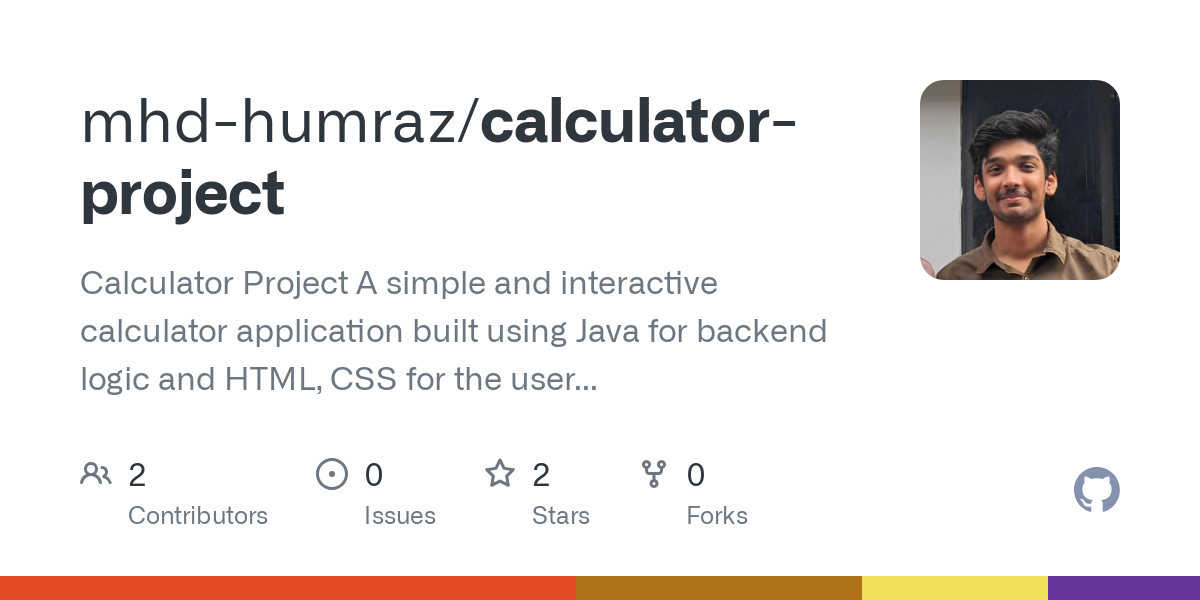 mhd-humraz/calculator-
project
Calculator Project A simple and interactive
calculator application built using Java for backend
logic and HTML, CSS for the user...
2
Contributors
0
Issues
2
Stars
0
Forks